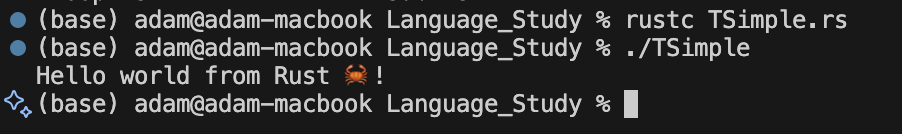 (base) adam@adam-macbook Language_Study % rustc TSimple.rs
(base) adam@adam-macbook Language_Study % ./TSimple
Hello world from Rust 🦀!
(base) adam@adam-macbook Language_Study %